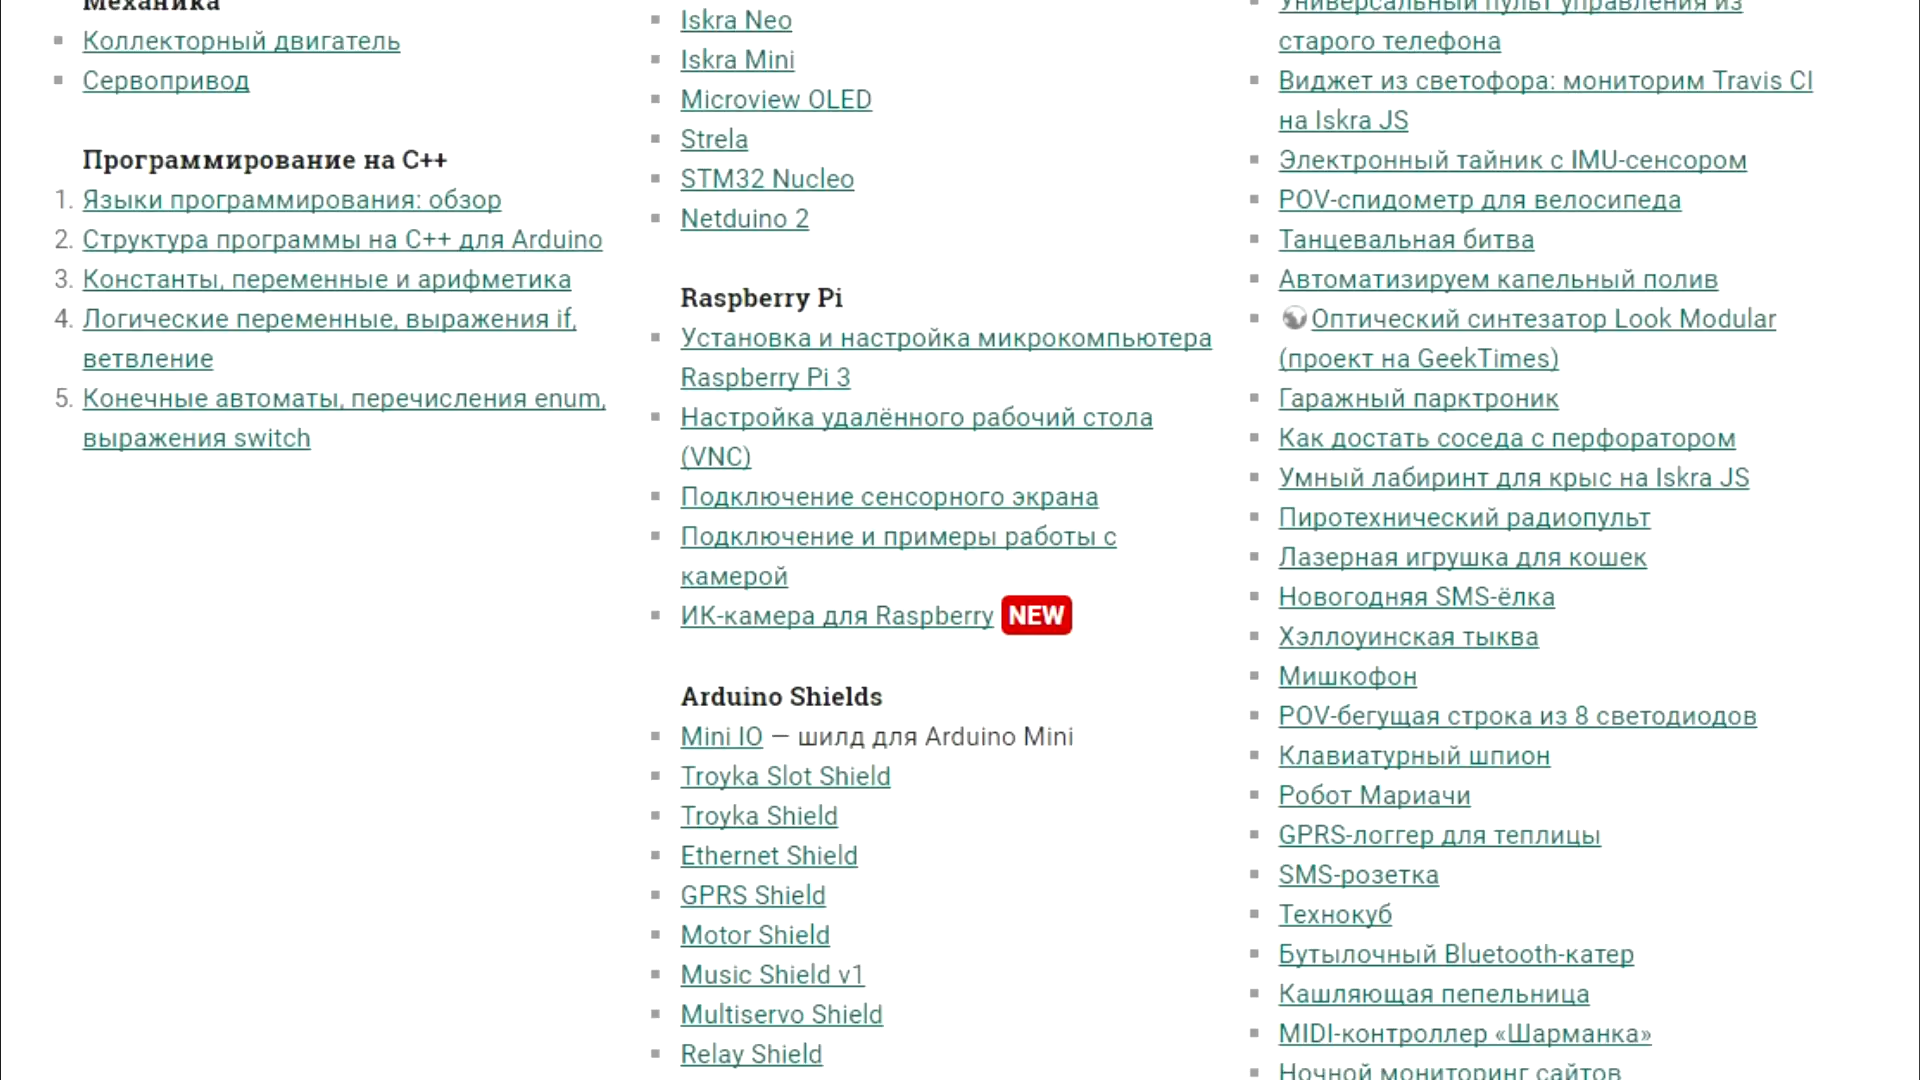 Механика
Коллекторный двигатель
Сервопривод
Программирование на C++
1. Языки программирования: обзор
2. Структура программы на C++ для Arduino
3. Константы, переменные и арифметика
4. Логические переменные, выражения if,
ветвление
5. Конечные автоматы, перечисления enum,
выражения switch
Iskra Neo
Iskra Mini
Microview OLED
Strela
STM32 Nucleo
Netduino 2
Raspberry Pi
Установка и настройка микрокомпьютера
Raspberry Pi 3
Настройка удалённого рабочий стола
(VNC)
Подключение сенсорного экрана
Подключение и примеры работы с
камерой
ИК-камера для Raspberry NEW
Arduino Shields
Mini IO — шилд для Arduino Mini
Troyka Slot Shield
Troyka Shield
Ethernet Shield
GPRS Shield
Motor Shield
Music Shield v1
Multiservo Shield
Relay Shield
Универсальный пульт управления из
старого телефона
Виджет из светофора: мониторим Travis CI
на Iskra JS
Электронный тайник с IMU-сенсором
POV-спидометр для велосипеда
Танцевальная битва
Автоматизируем капельный полив
Оптический синтезатор Look Modular
(проект на GeekTimes)
Гаражный парктроник
Как достать соседа с перфоратором
Умный лабиринт для крыс на Iskra JS
Пиротехнический радиопульт
Лазерная игрушка для кошек
Новогодняя SMS-ёлка
Хэллоуинская тыква
Мишкофон
POV-бегущая строка из 8 светодиодов
Клавиатурный шпион
Робот Мариачи
GPRS-логгер для теплицы
SMS-розетка
Технокуб
Бутылочный Bluetooth-катер
Кашляющая пепельница
MIDI-контроллер «Шарманка»
Ночной мониторинг сайтов